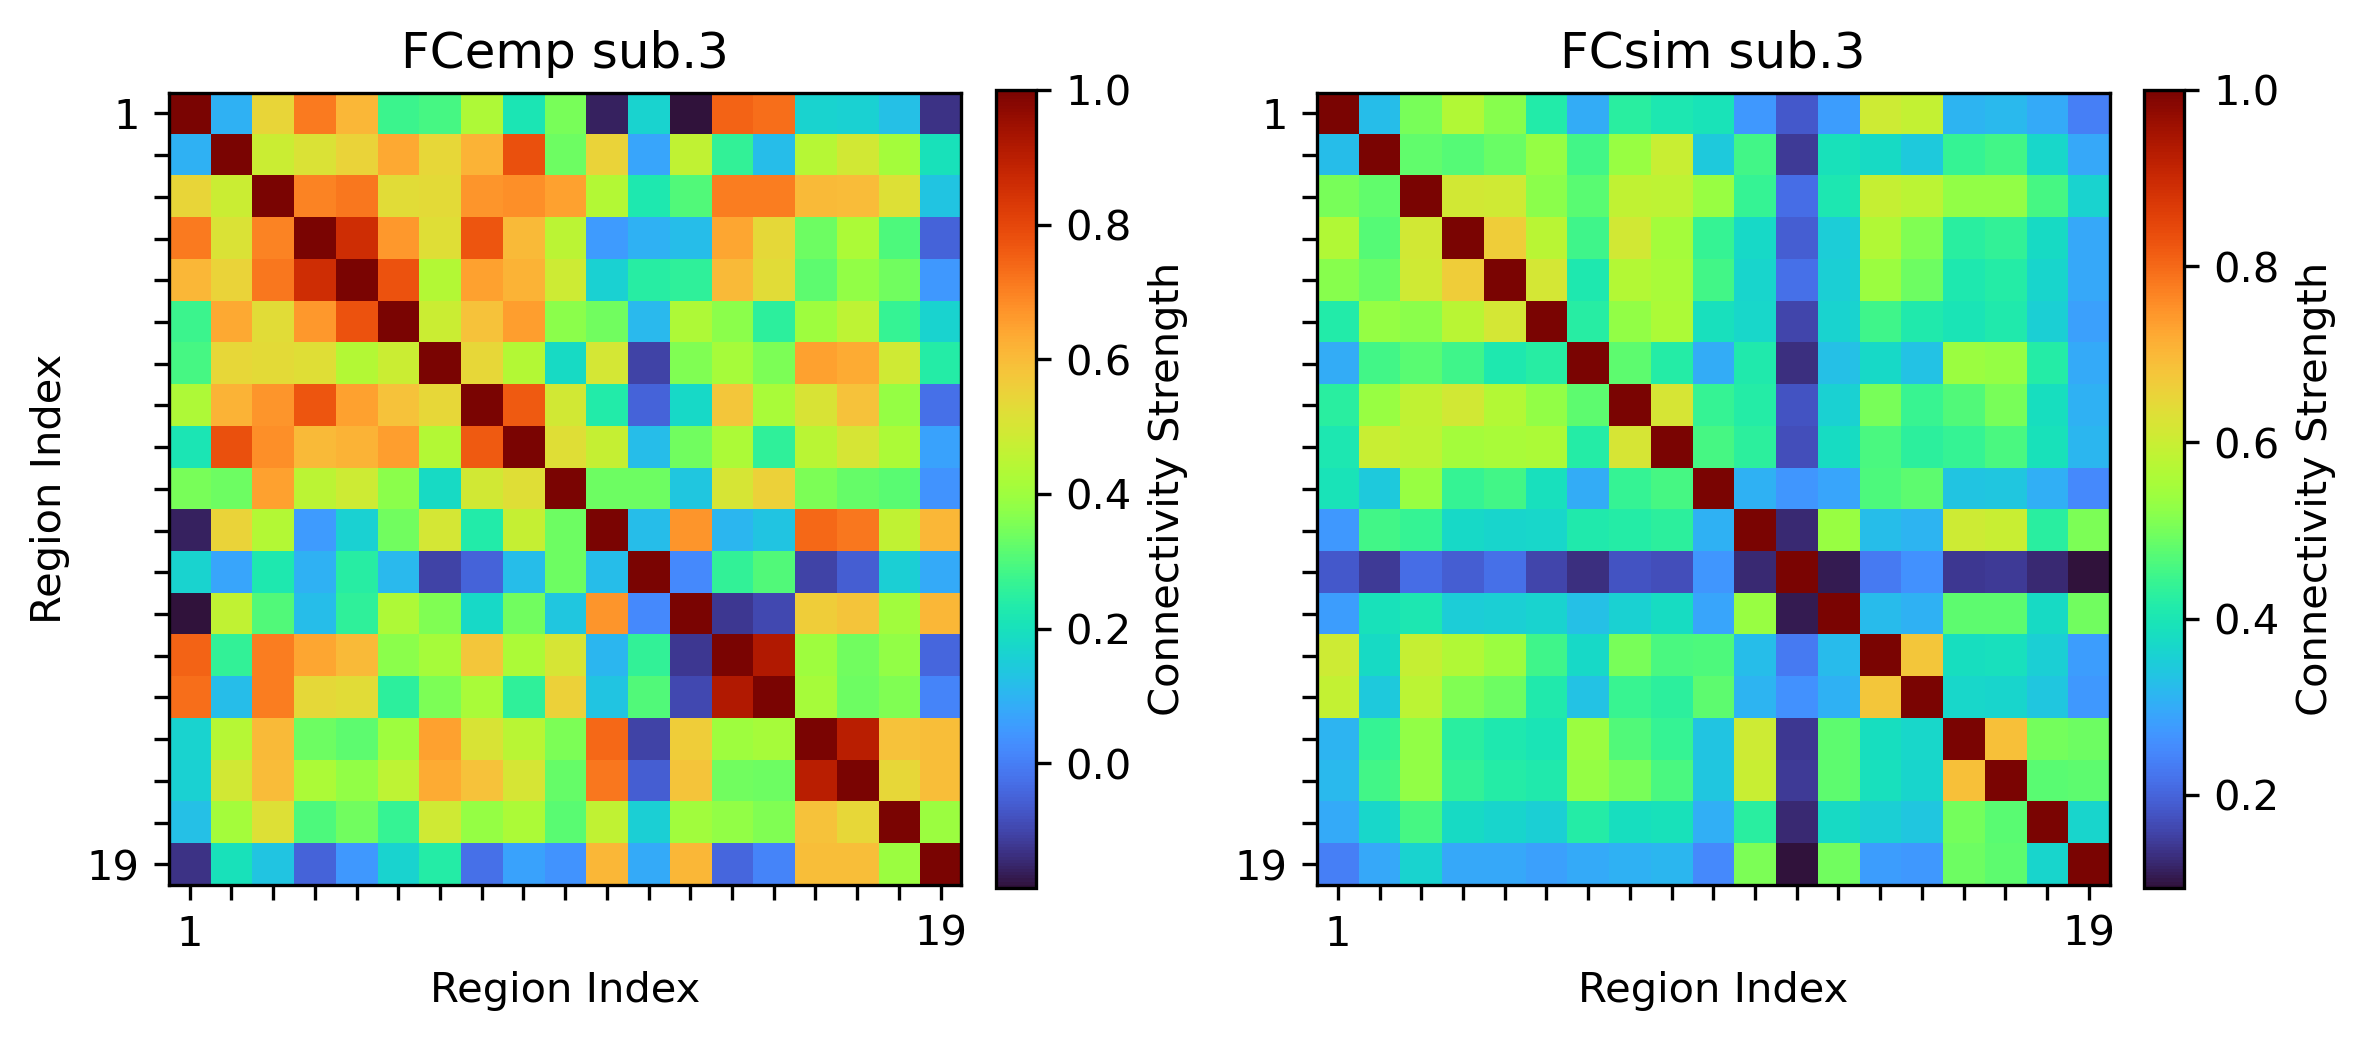 FCemp sub.3
1
19
1
19
Region Index
Region Index
1.0
0.8
0.6
0.4
0.2
0.0
Connectivity Strength
FCsim sub.3
1
19
1
19
Region Index
1.0
0.8
0.6
0.4
0.2
Connectivity Strength